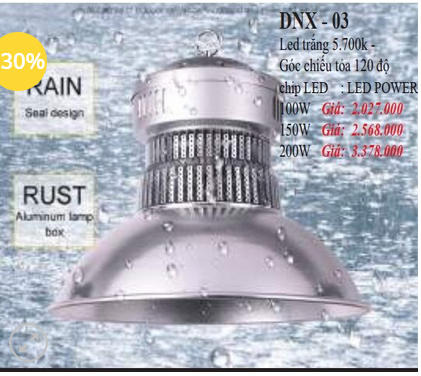 DNX - 03
Led trắng 5.700k -
Góc chiếu tỏa 120 độ
chip LED : LED POWER
100W Giá: 2.027.000
150W Giá: 2.568.000
200W Giá: 3.378.000
30%
RAIN
Seal design
RUST
Aluminum lamp
box